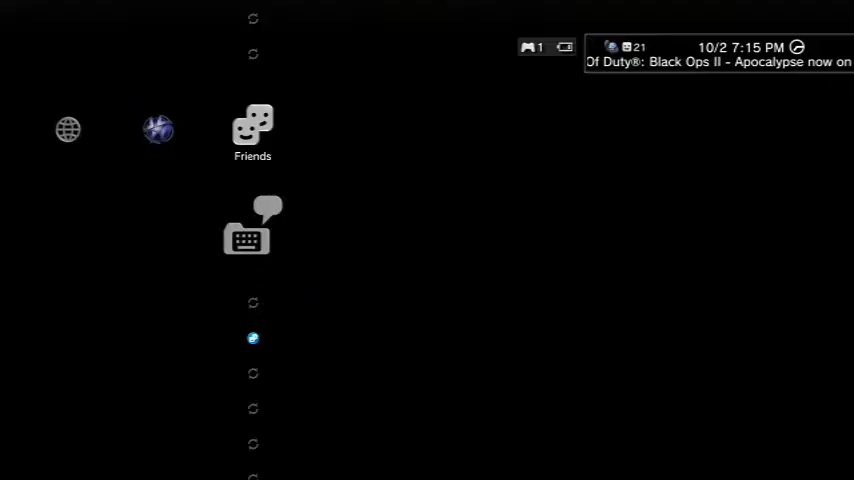 1
21
10/2 7:15 PM
Of Duty®: Black Ops II - Apocalypse now on
Friends